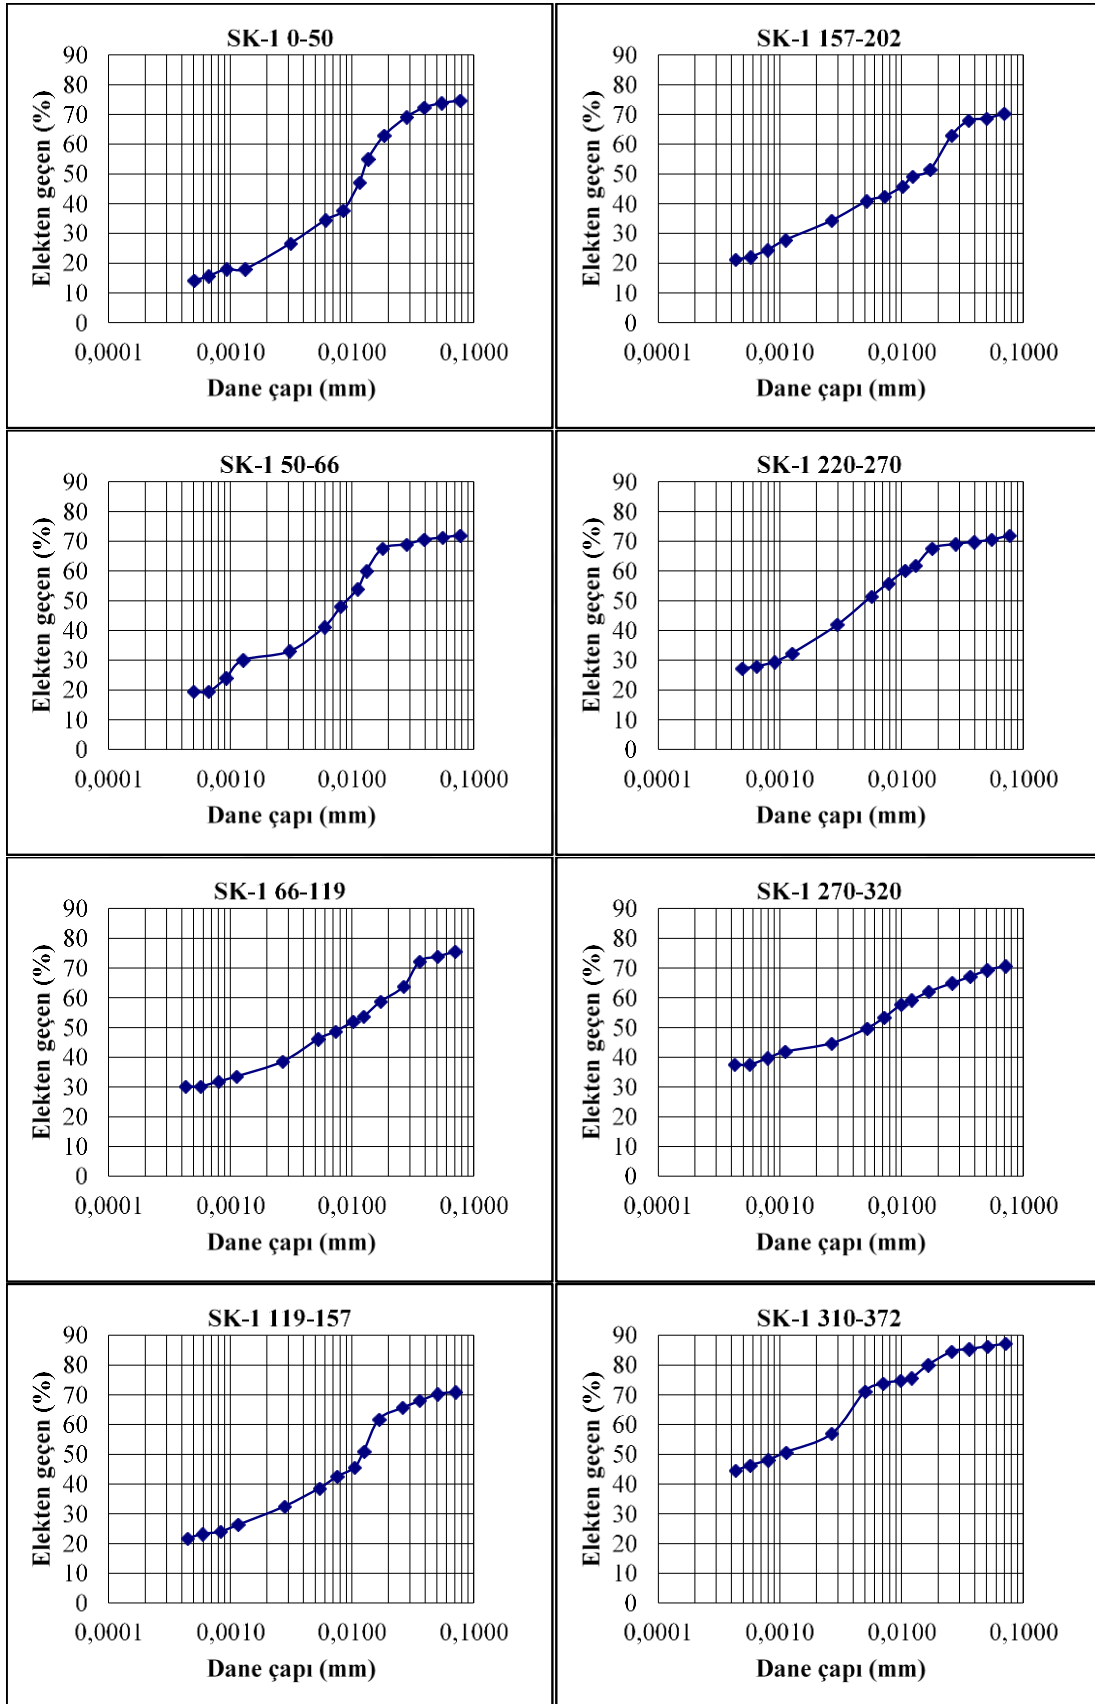 SK-1 0-50
Elekten geçen (%)
90
80
70
60
50
40
30
20
10
0
0,0001 0,0010 0,0100 0,1000
Dane çapı (mm)
SK-1 157-202
Elekten geçen (%)
90
80
70
60
50
40
30
20
10
0
0,0001 0,0010 0,0100 0,1000
Dane çapı (mm)
SK-1 50-66
Elekten geçen (%)
90
80
70
60
50
40
30
20
10
0
0,0001 0,0010 0,0100 0,1000
Dane çapı (mm)
SK-1 220-270
Elekten geçen (%)
90
80
70
60
50
40
30
20
10
0
0,0001 0,0010 0,0100 0,1000
Dane çapı (mm)
SK-1 66-119
Elekten geçen (%)
90
80
70
60
50
40
30
20
10
0
0,0001 0,0010 0,0100 0,1000
Dane çapı (mm)
SK-1 270-320
Elekten geçen (%)
90
80
70
60
50
40
30
20
10
0
0,0001 0,0010 0,0100 0,1000
Dane çapı (mm)
SK-1 119-157
Elekten geçen (%)
90
80
70
60
50
40
30
20
10
0
0,0001 0,0010 0,0100 0,1000
Dane çapı (mm)
SK-1 310-372
Elekten geçen (%)
90
80
70
60
50
40
30
20
10
0
0,0001 0,0010 0,0100 0,1000
Dane çapı (mm)